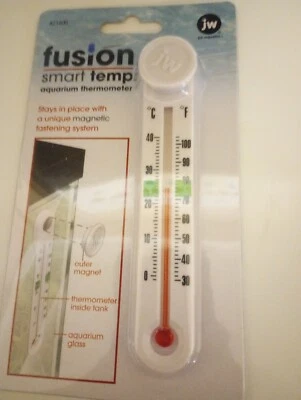 jw
fusion
smart temp
aquarium thermometer
Stays in place with
a unique magnetic
fastening system
jw
°C °F
40
30
20
10
0
100
90
80
70
60
50
40
30
outer
magnet
thermometer
inside tank
aquarium
glass